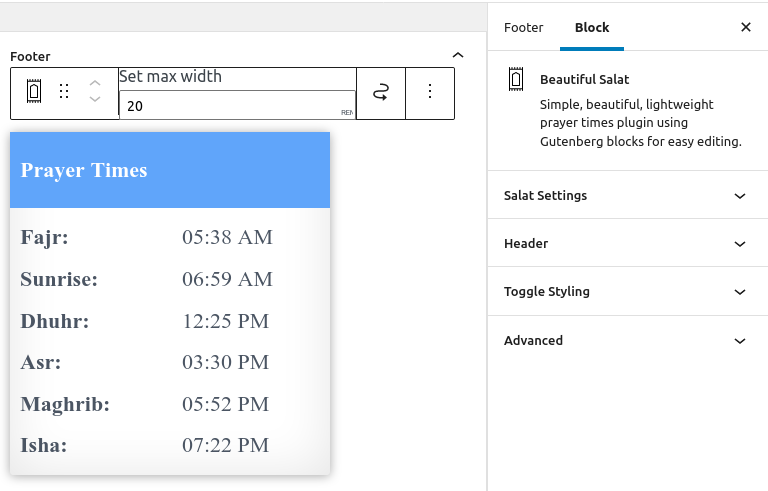 Footer
Block
Footer
Set max width
20
REM
Beautiful Salat
Simple, beautiful, lightweight
prayer times plugin using
Gutenberg blocks for easy editing.
Prayer Times
Fajr: 05:38 AM
Sunrise: 06:59 AM
Dhuhr: 12:25 PM
Asr: 03:30 PM
Maghrib: 05:52 PM
Isha: 07:22 PM
Salat Settings
Header
Toggle Styling
Advanced